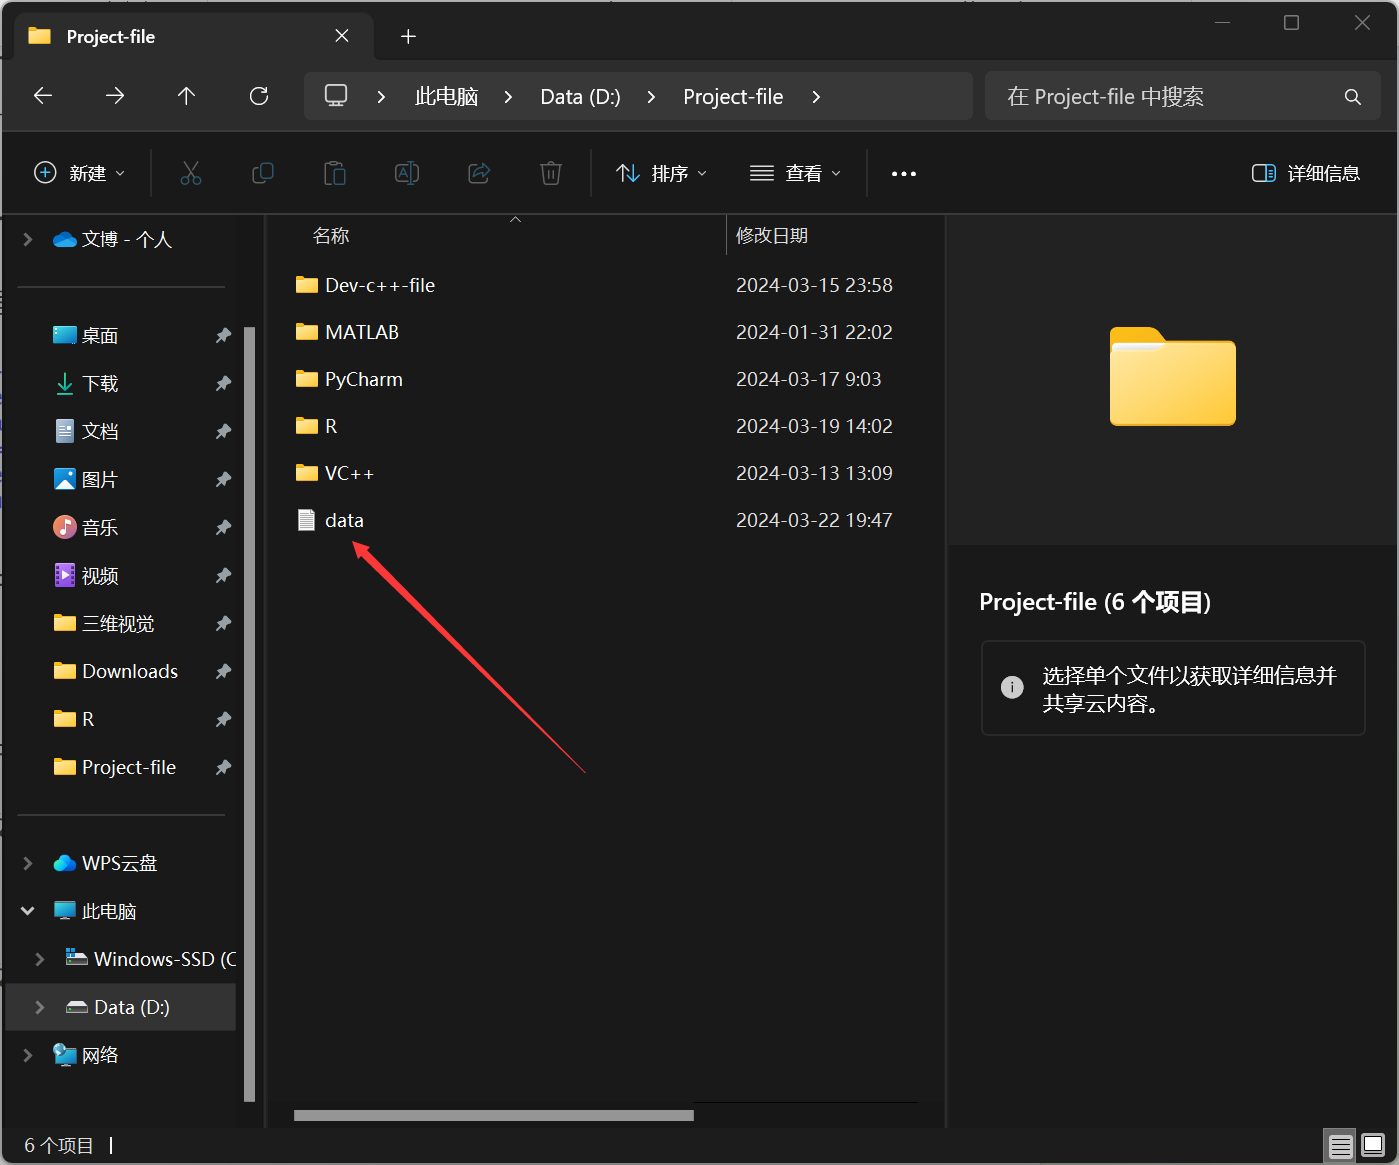 Project-file
此电脑 Data (D:) Project-file
在 Project-file 中搜索
新建 排序 查看 详细信息
文博 - 个人
桌面
下载
文档
图片
音乐
视频
三维视觉
Downloads
R
Project-file
WPS云盘
此电脑
Windows-SSD (C
Data (D:)
网络
名称 修改日期
Dev-c++-file 2024-03-15 23:58
MATLAB 2024-01-31 22:02
PyCharm 2024-03-17 9:03
R 2024-03-19 14:02
VC++ 2024-03-13 13:09
data 2024-03-22 19:47
Project-file (6 个项目)
选择单个文件以获取详细信息并
共享云内容。
6 个项目